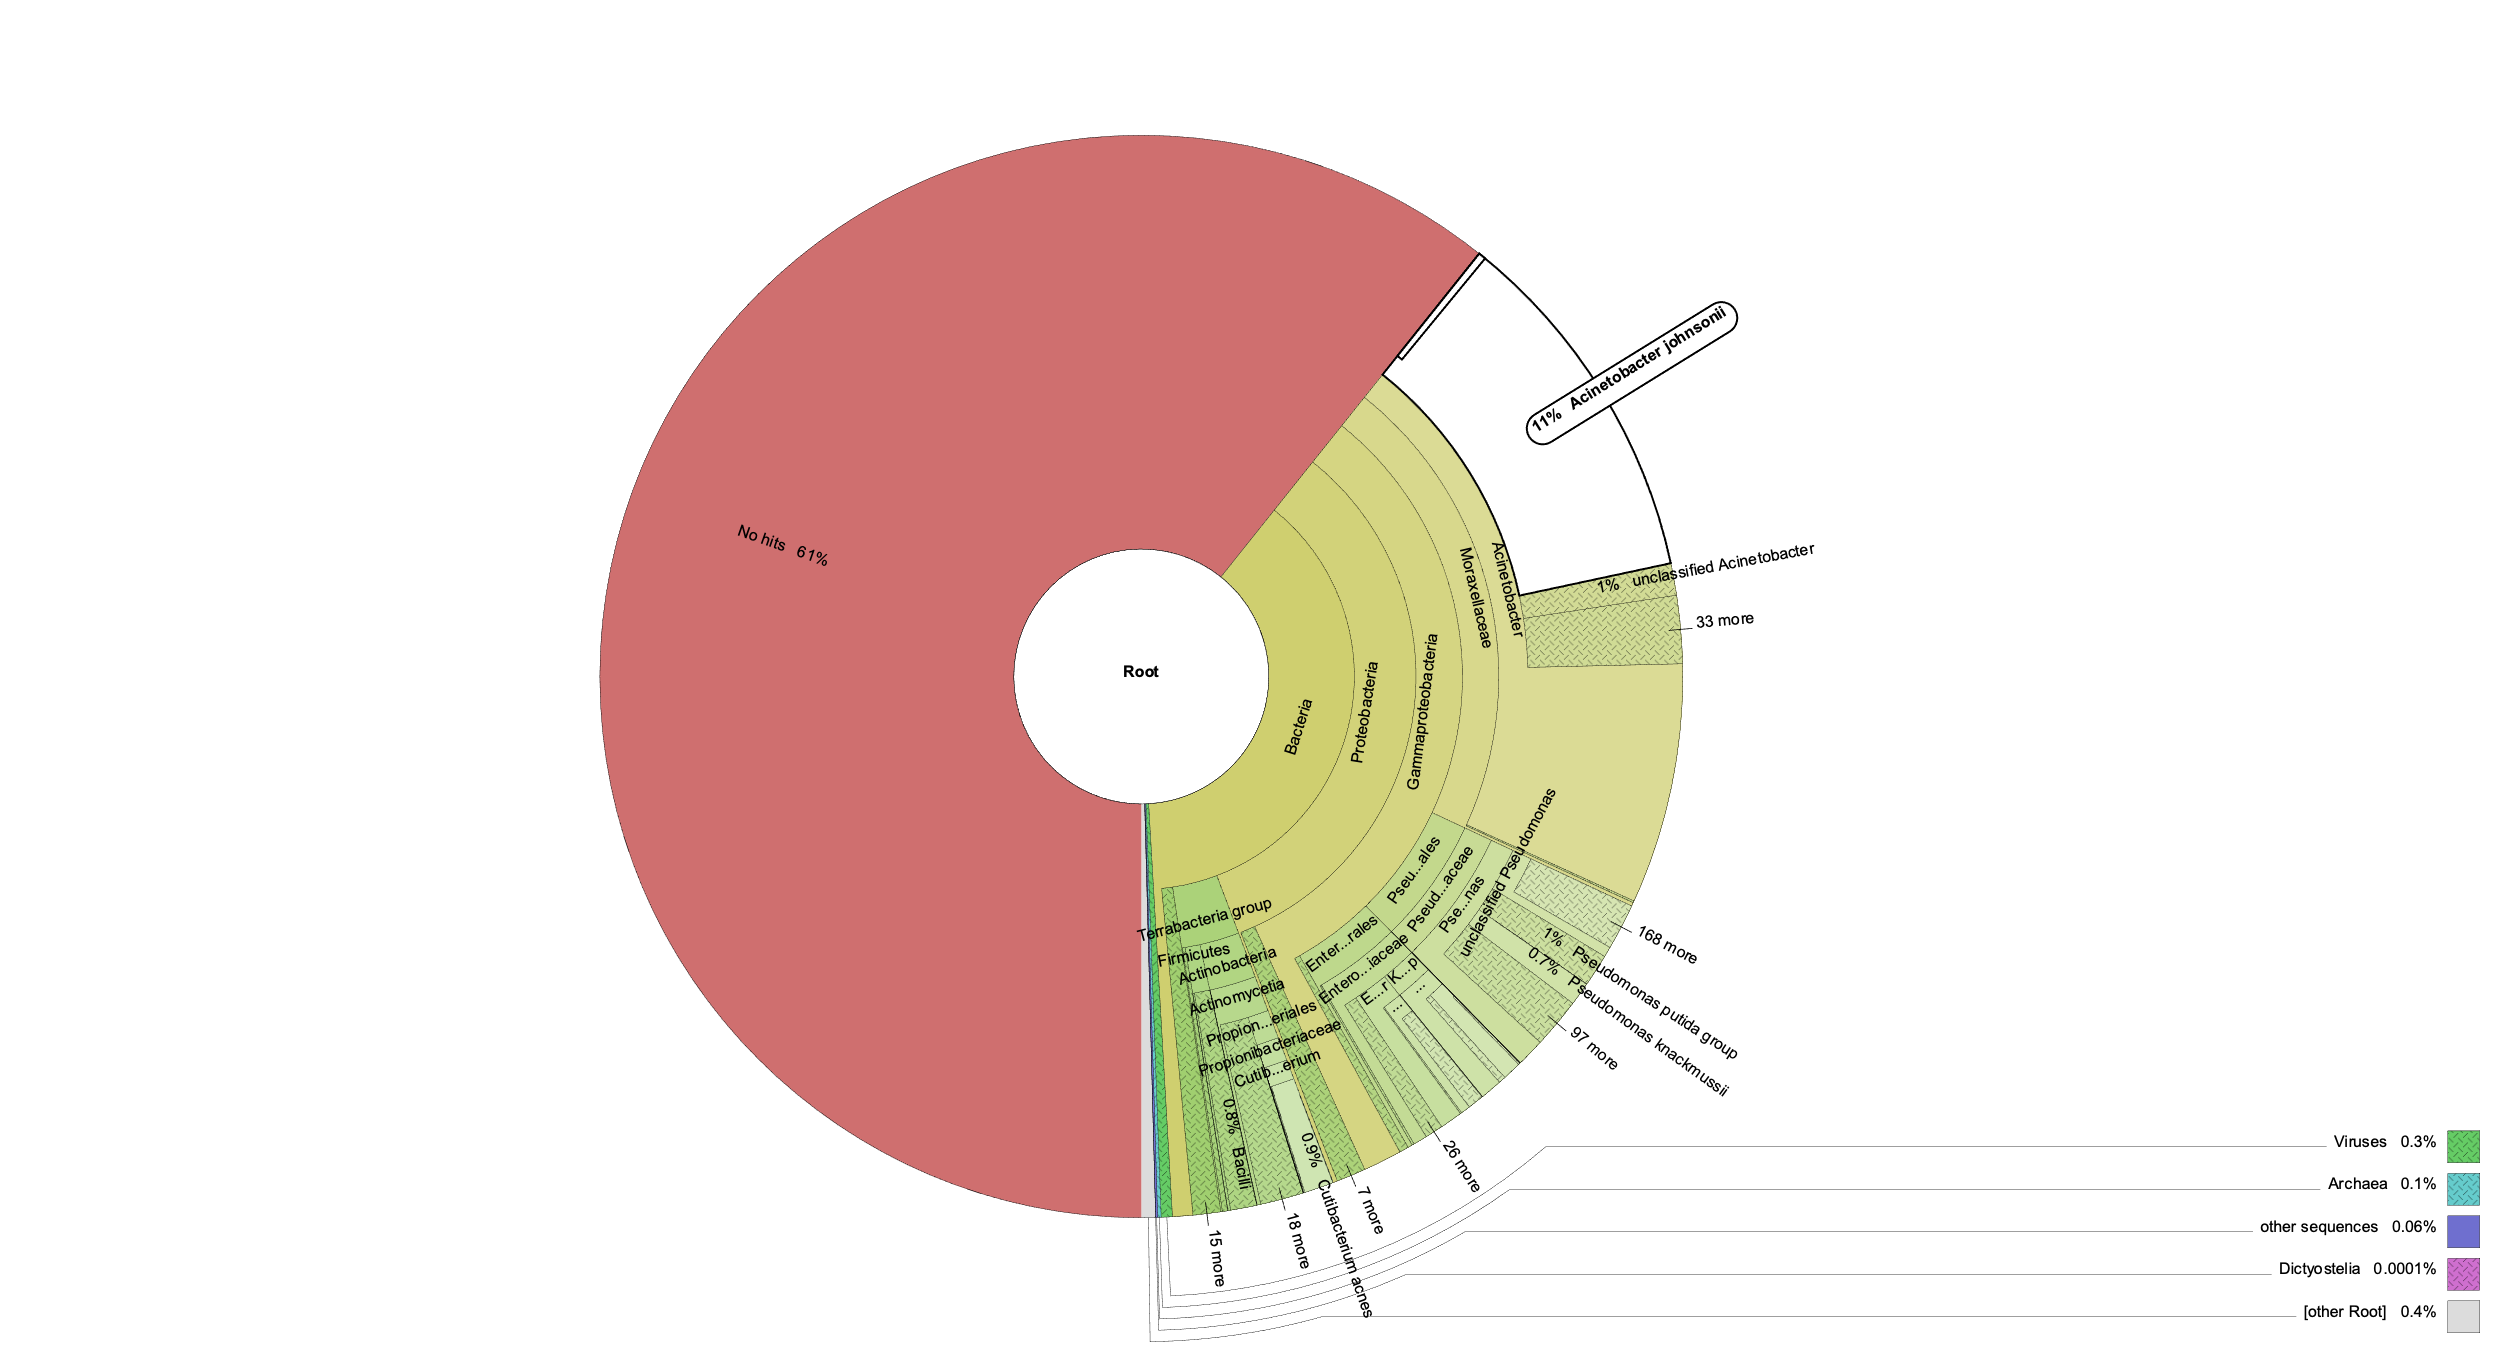 11%   Acinetobacter johnsonii
No hits   61%
1%   unclassified Acinetobacter
33 more
Acinetobacter
Moraxellaceae
Gammaproteobacteria
Proteobacteria
Bacteria
Root
unclassified Pseudomonas
Pseu...ales
Pseud...aceae
Pse...nas
168 more
1%   Pseudomonas putida group
0.7%   Pseudomonas knackmussii
97 more
Enter...rales
Entero...iaceae
E...r
K...p
...
...
26 more
Terrabacteria group
Firmicutes
Actinobacteria
Actinomycetia
Propion...eriales
Propionibacteriaceae
Cutib...erium
0.8%   Bacilli
0.9%   Cutibacterium acnes
7 more
18 more
15 more
Viruses   0.3%
Archaea   0.1%
other sequences   0.06%
Dictyostelia   0.0001%
[other Root]   0.4%